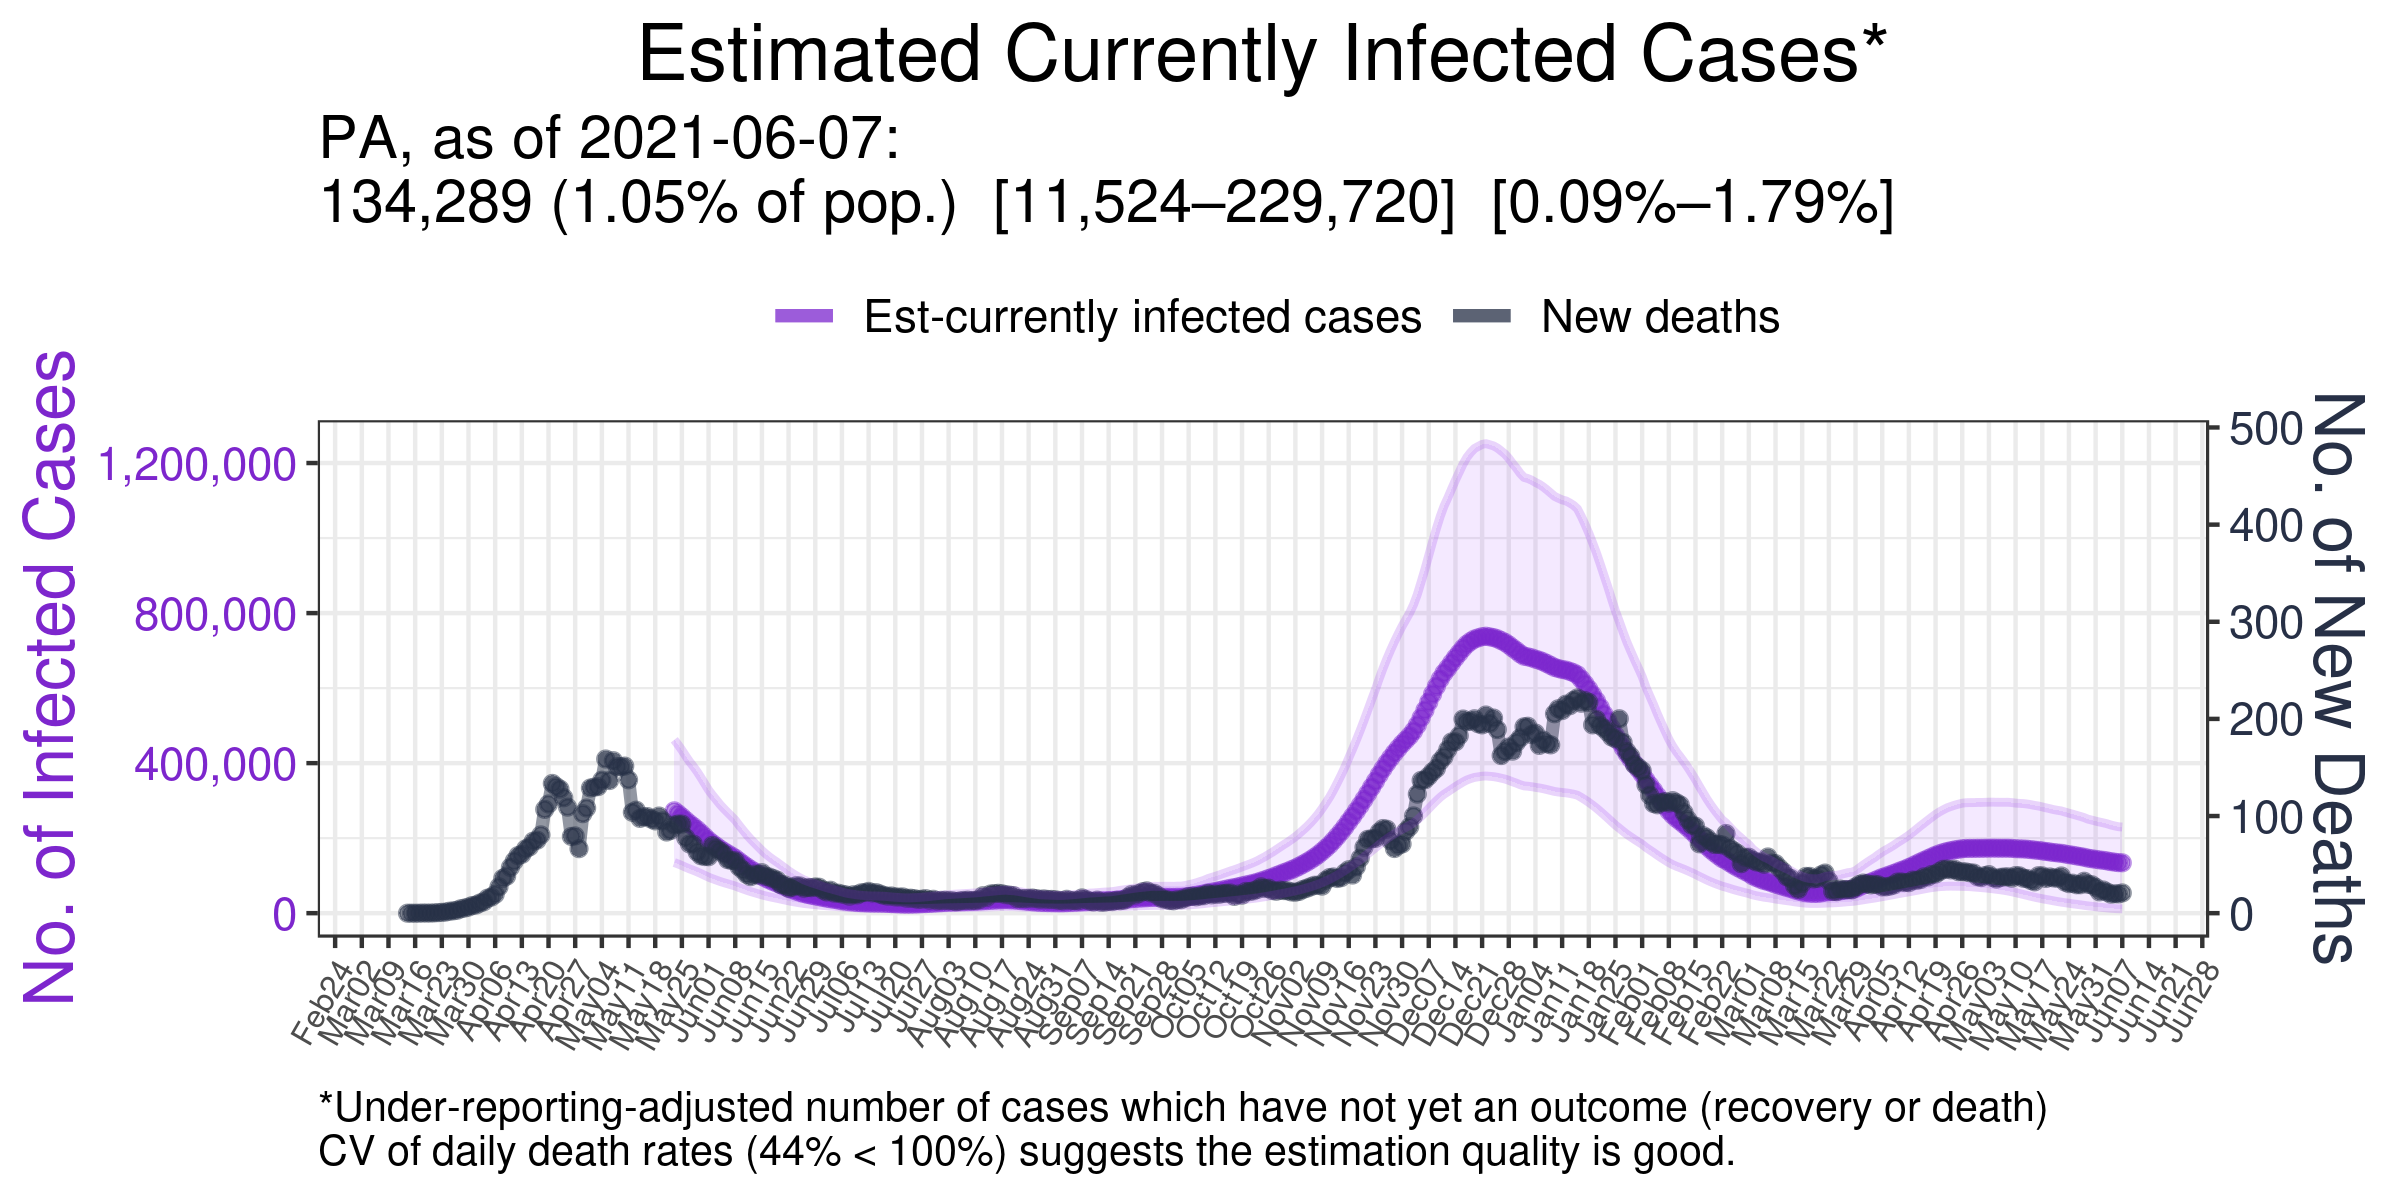 Estimated Currently Infected Cases*
PA, as of 2021-06-07:
134,289 (1.05% of pop.) [11,524–229,720] [0.09%–1.79%]
Est-currently infected cases
New deaths
No. of Infected Cases
1,200,000
800,000
400,000
0
500
400
300
200
100
0
No. of New Deaths
Feb24
Mar02
Mar09
Mar16
Mar23
Mar30
Apr06
Apr13
Apr20
Apr27
May04
May11
May18
May25
Jun01
Jun08
Jun15
Jun22
Jun29
Jul06
Jul13
Jul20
Jul27
Aug03
Aug10
Aug17
Aug24
Aug31
Sep07
Sep14
Sep21
Sep28
Oct05
Oct12
Oct19
Oct26
Nov02
Nov09
Nov16
Nov23
Nov30
Dec07
Dec14
Dec21
Dec28
Jan04
Jan11
Jan18
Jan25
Feb01
Feb08
Feb15
Feb22
Mar01
Mar08
Mar15
Mar22
Mar29
Apr05
Apr12
Apr19
Apr26
May03
May10
May17
May24
May31
Jun07
Jun14
Jun21
Jun28
*Under-reporting-adjusted number of cases which have not yet an outcome (recovery or death)
CV of daily death rates (44% < 100%) suggests the estimation quality is good.